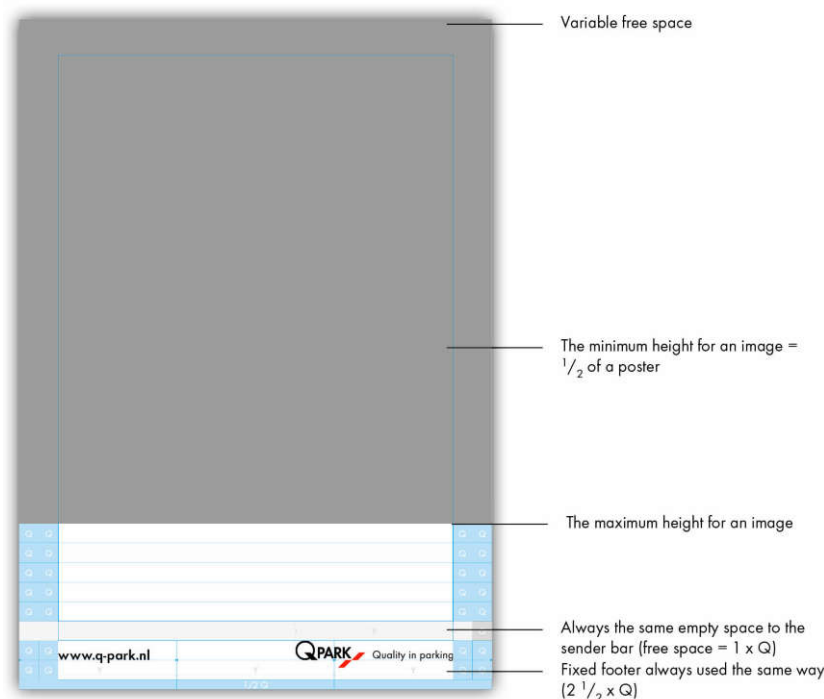 Variable free space
The minimum height for an image =
1/2 of a poster
The maximum height for an image
Q Q Q Q
Q Q Q Q
Q Q Q Q
Q Q Q Q
Q Q Q Q
Always the same empty space to the
Q
sender bar (free space = 1 x Q)
Q Q www.q-park.nl QPARK Quality in parking Q Q
Fixed footer always used the same way
Q Q Q Q
1/2 Q
(2 1/2 x Q)